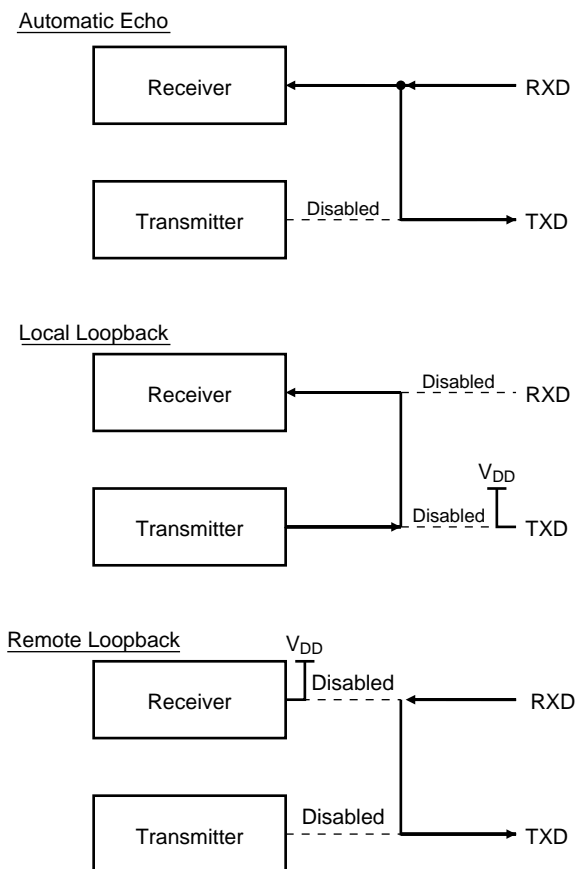 Automatic Echo
Receiver
RXD
Transmitter
Disabled
TXD
Local Loopback
Receiver
Disabled
RXD
VDD
Transmitter
Disabled
TXD
Remote Loopback
VDD
Receiver
Disabled
RXD
Transmitter
Disabled
TXD